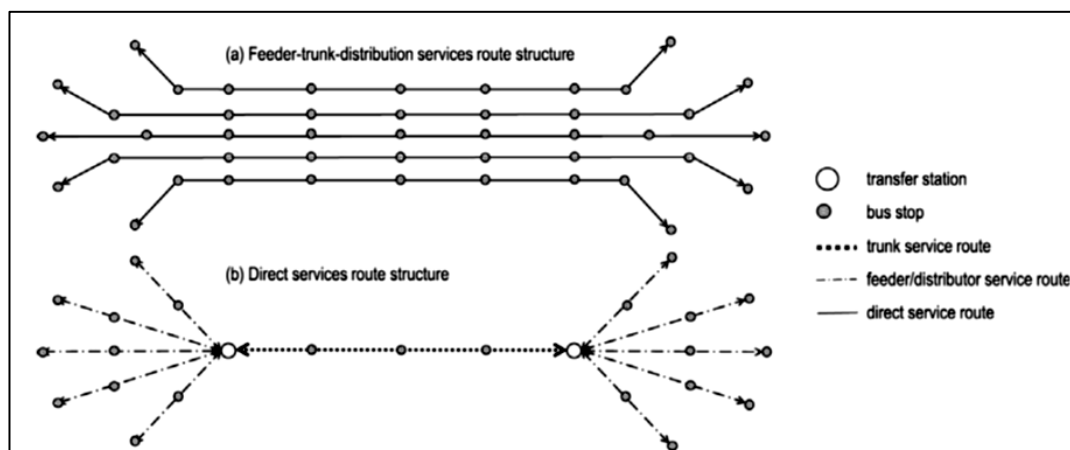 (a) Feeder-trunk-distribution services route structure
transfer station
bus stop
trunk service route
(b) Direct services route structure
feeder/distributor service route
direct service route